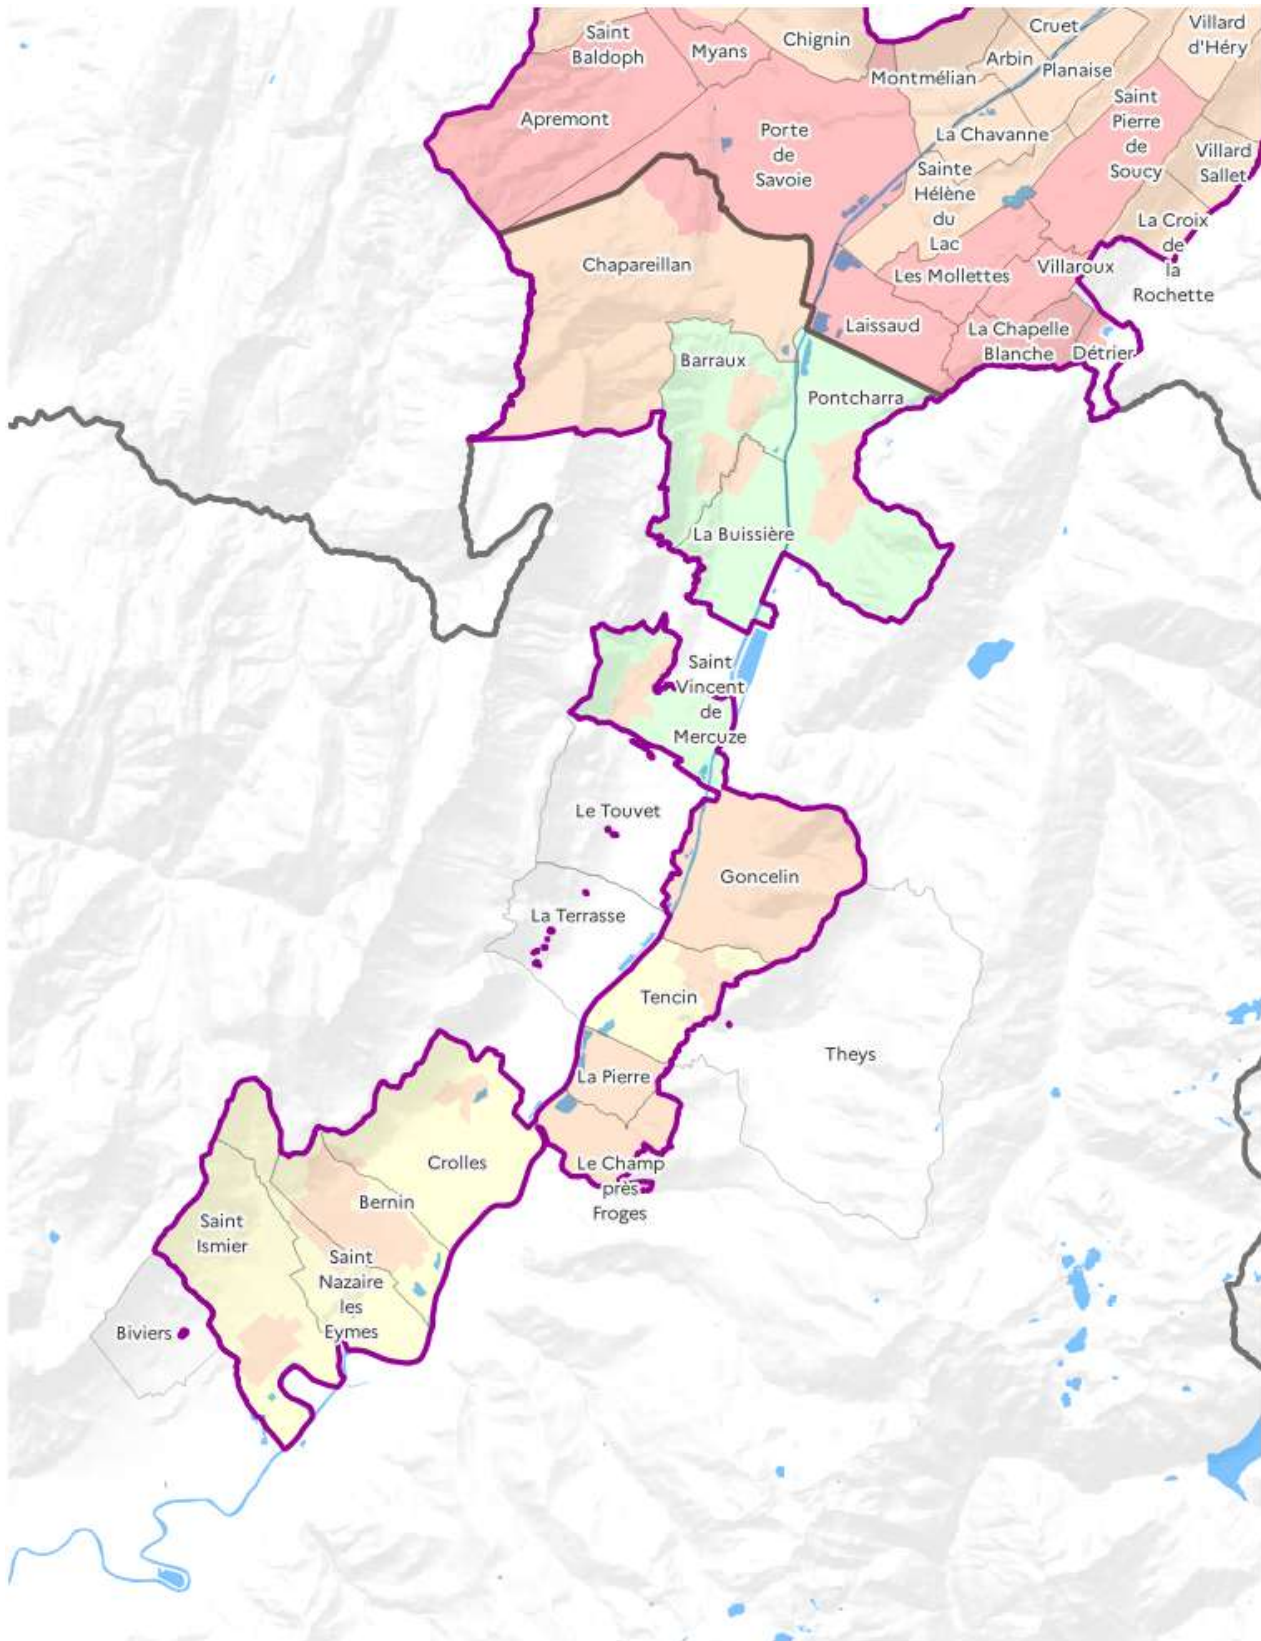 Saint
Baldoph
Myans
Chignin
Cruet
Villard
d'Héry
Arbin
Planaise
Montmélian
Apremont
Porte
de
Savoie
La Chavanne
Saint
Pierre
de
Soucy
Villard
Sallet
Sainte
Hélène
du
Lac
La Croix
de
la
Rochette
Chapareillan
Les Mollettes
Villaroux
Laissaud
La Chapelle
Blanche
Détrier
Barraux
Pontcharra
La Buissière
Saint
Vincent
de
Mercuze
Le Touvet
Goncelin
La Terrasse
Tencin
Theys
La Pierre
Crolles
Le Champ
près
Froges
Bernin
Saint
Ismier
Saint
Nazaire
les
Eymes
Biviers